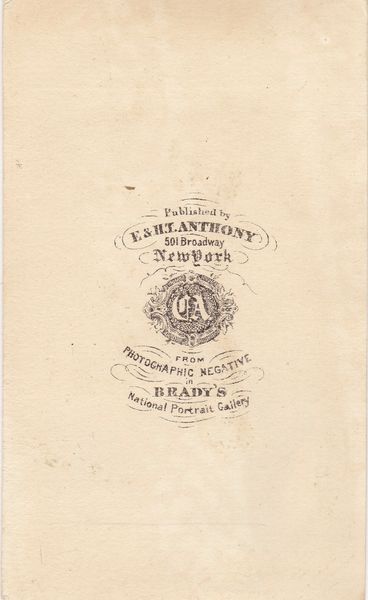 Published by
E. & H.T. ANTHONY
501 Broadway
New York
EA
FROM
PHOTOGRAPHIC NEGATIVE
in
BRADY'S
National Portrait Gallery